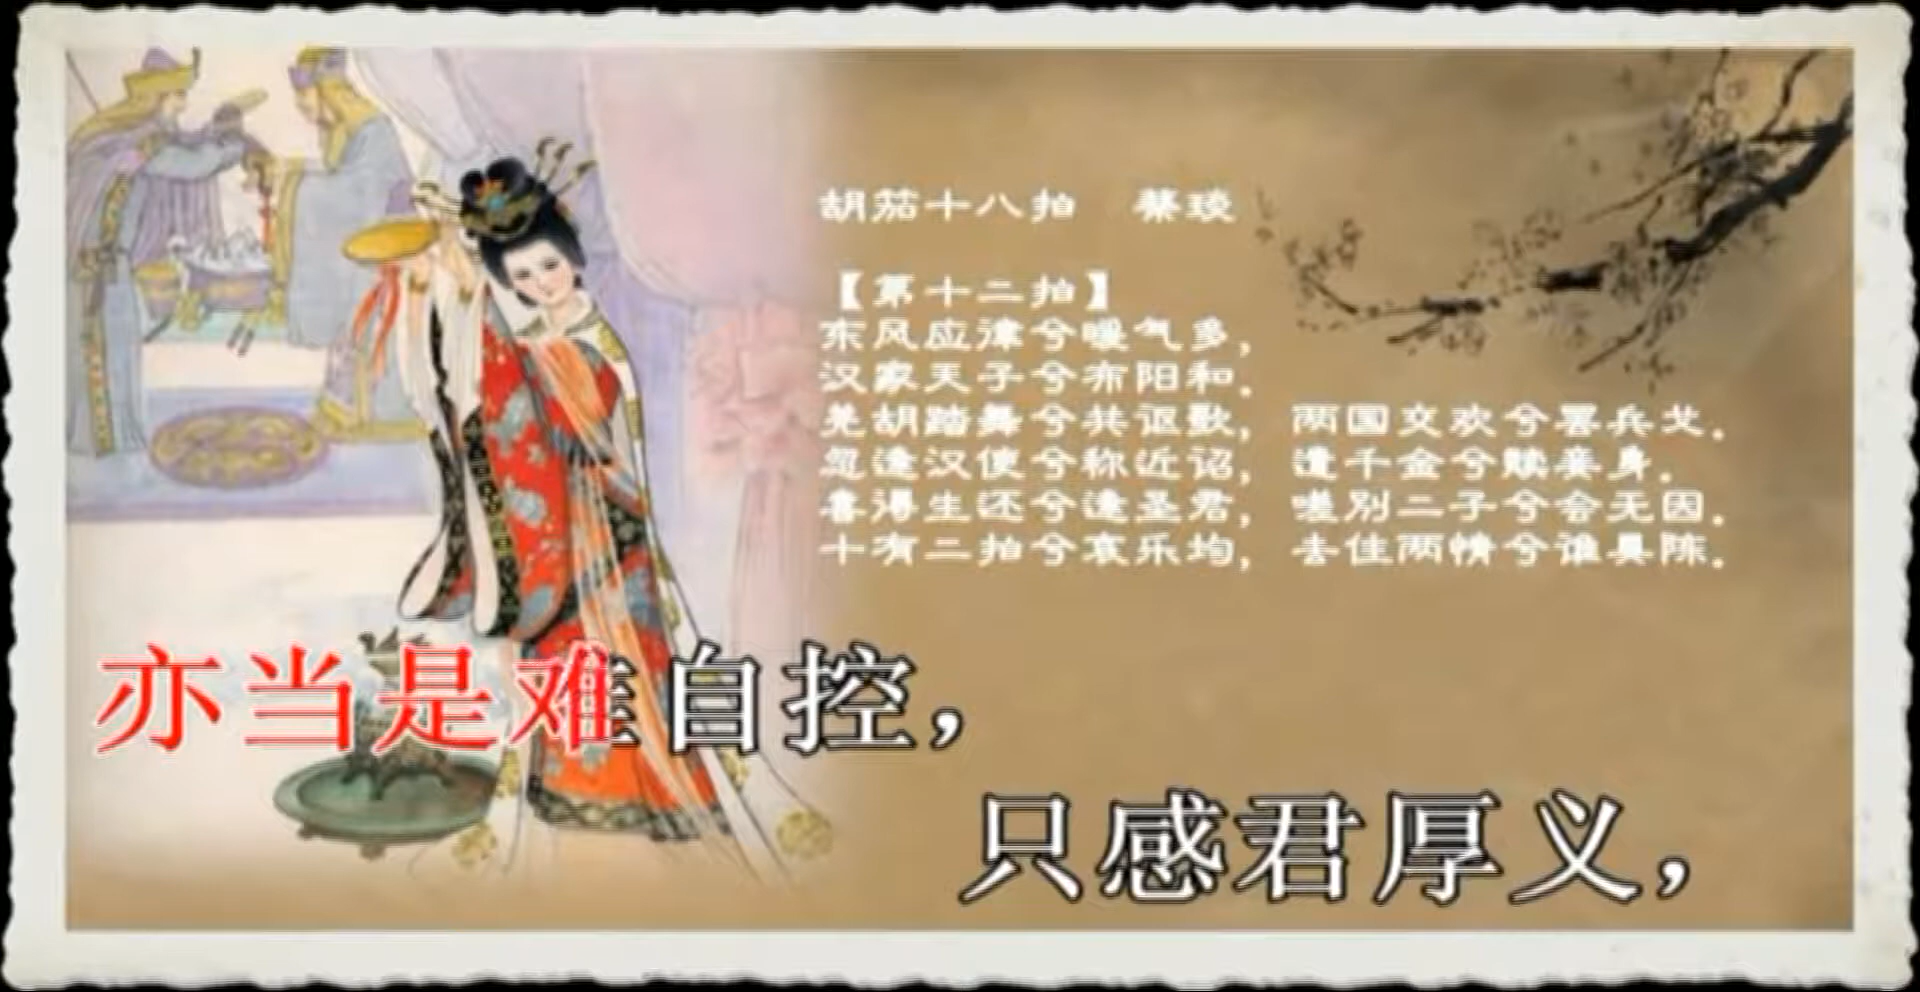 胡茄十八拍 蔡琰
【第十二拍】
东风应律兮暖气多，
汉家天子兮布阳和．
羌胡踏舞兮共讴歌，两国交欢兮罢兵戈．
忽逢汉使兮称近诏，遣千金兮赎妾身．
喜得生还兮逢圣君，嗟别二子兮会无因．
十有二拍兮哀乐均，去住两情兮谁具陈．
亦当是难自控，
只感君厚义，